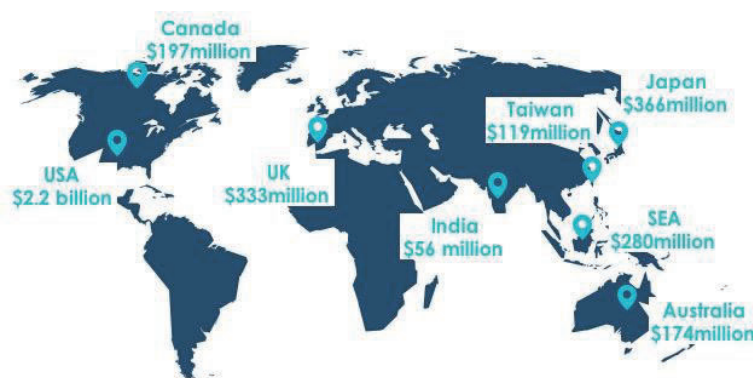 Canada
$197million
Japan
$366million
Taiwan
$119million
USA
$2.2 billion
UK
$333million
India
$56 million
SEA
$280million
Australia
$174million